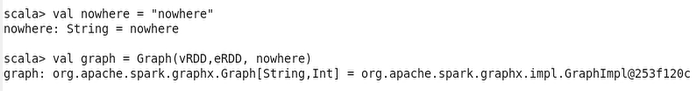 scala> val nowhere = "nowhere"
nowhere: String = nowhere
scala> val graph = Graph(vRDD,eRDD, nowhere)
graph: org.apache.spark.graphx.Graph[String,Int] = org.apache.spark.graphx.impl.GraphImpl@253f120c